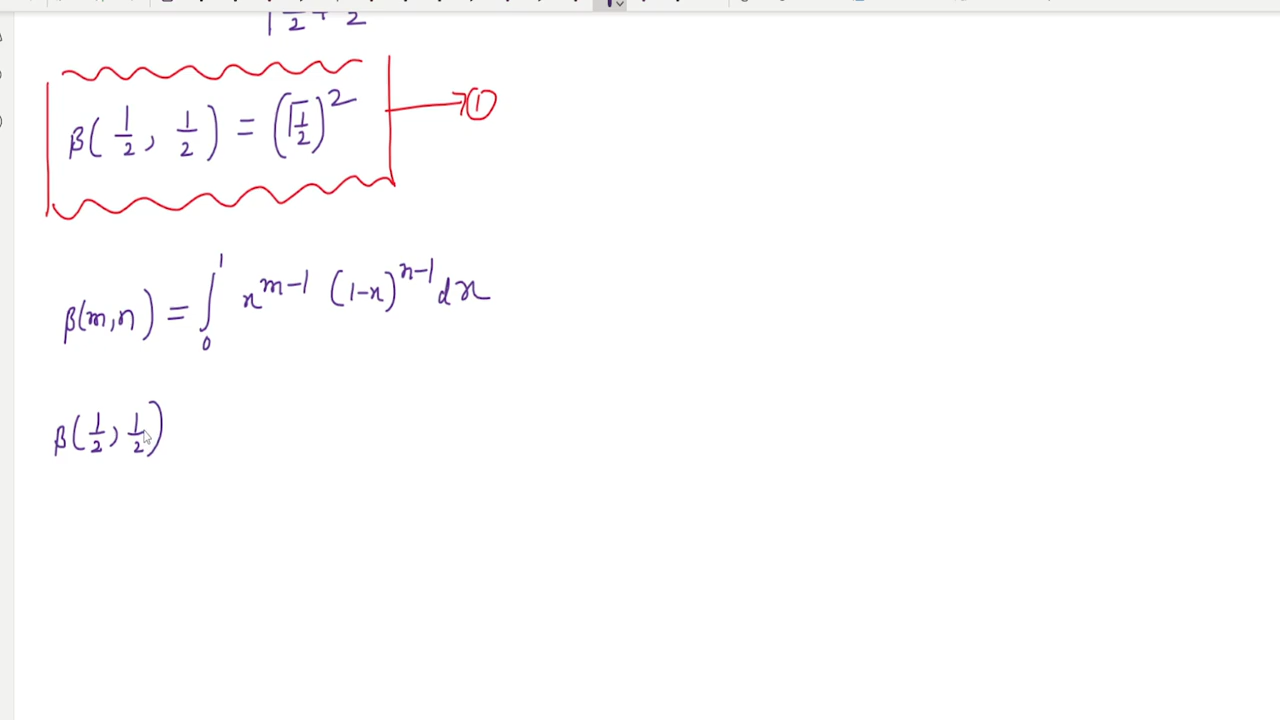 β(1/2, 1/2) = (Γ1/2)² → ①
β(m,n) = ∫₀¹ x^(m-1) (1-x)^(n-1) dx
β(1/2, 1/2)